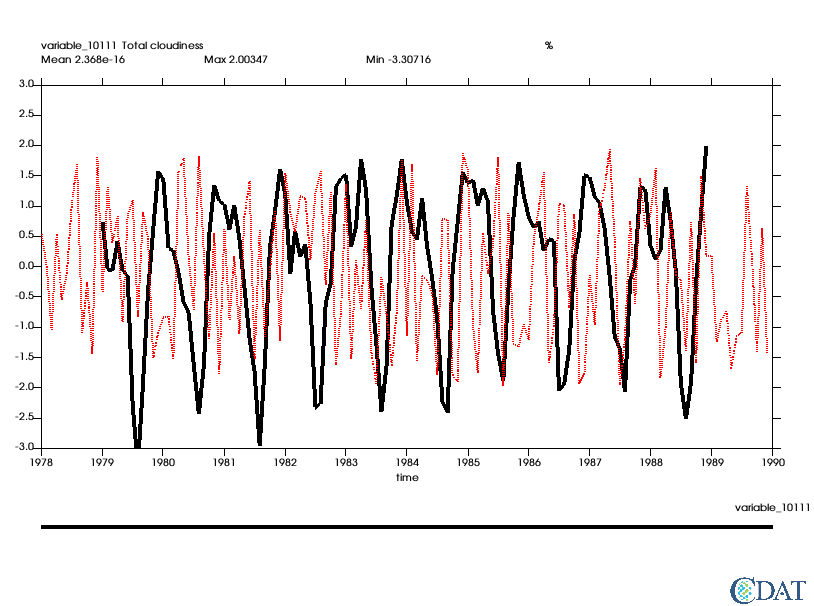 variable_10111 Total cloudiness %
Mean 2.368e-16 Max 2.00347 Min -3.30716
3.0
2.5
2.0
1.5
1.0
0.5
0.0
-0.5
-1.0
-1.5
-2.0
-2.5
-3.0
1978 1979 1980 1981 1982 1983 1984 1985 1986 1987 1988 1989 1990
time
variable_10111
CDAT